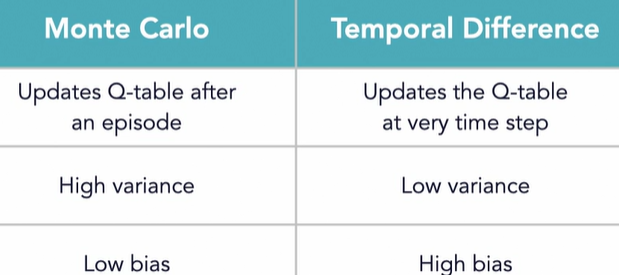 Monte Carlo
Temporal Difference
Updates Q-table after
an episode
Updates the Q-table
at very time step
High variance
Low variance
Low bias
High bias